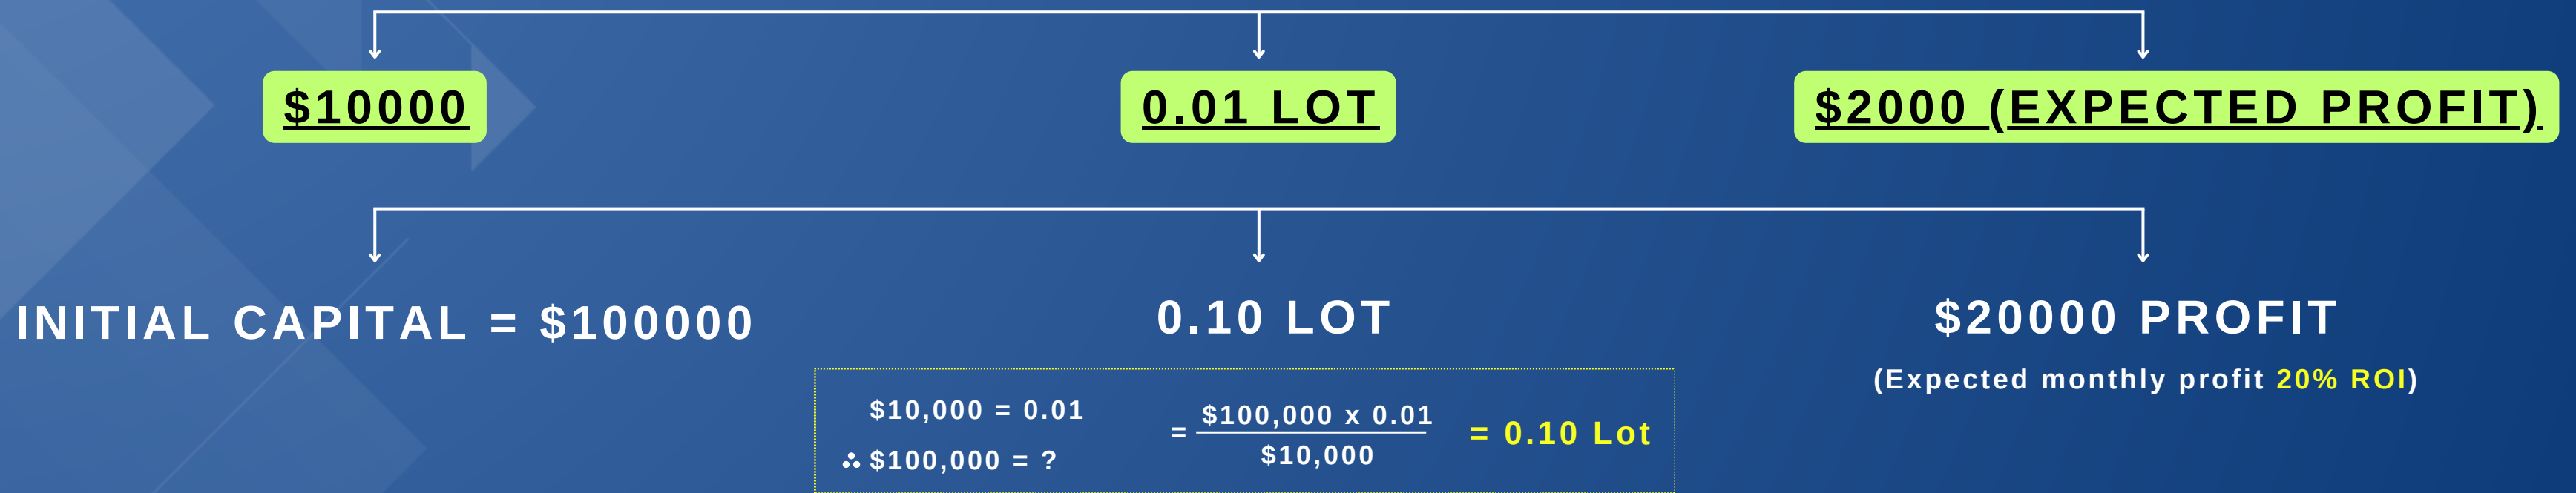 $10000
0.01 LOT
$2000 (EXPECTED PROFIT)
INITIAL CAPITAL = $100000
0.10 LOT
$20000 PROFIT
(Expected monthly profit 20% ROI)
$10,000 = 0.01
∴ $100,000 = ?
= $100,000 x 0.01
$10,000
= 0.10 Lot